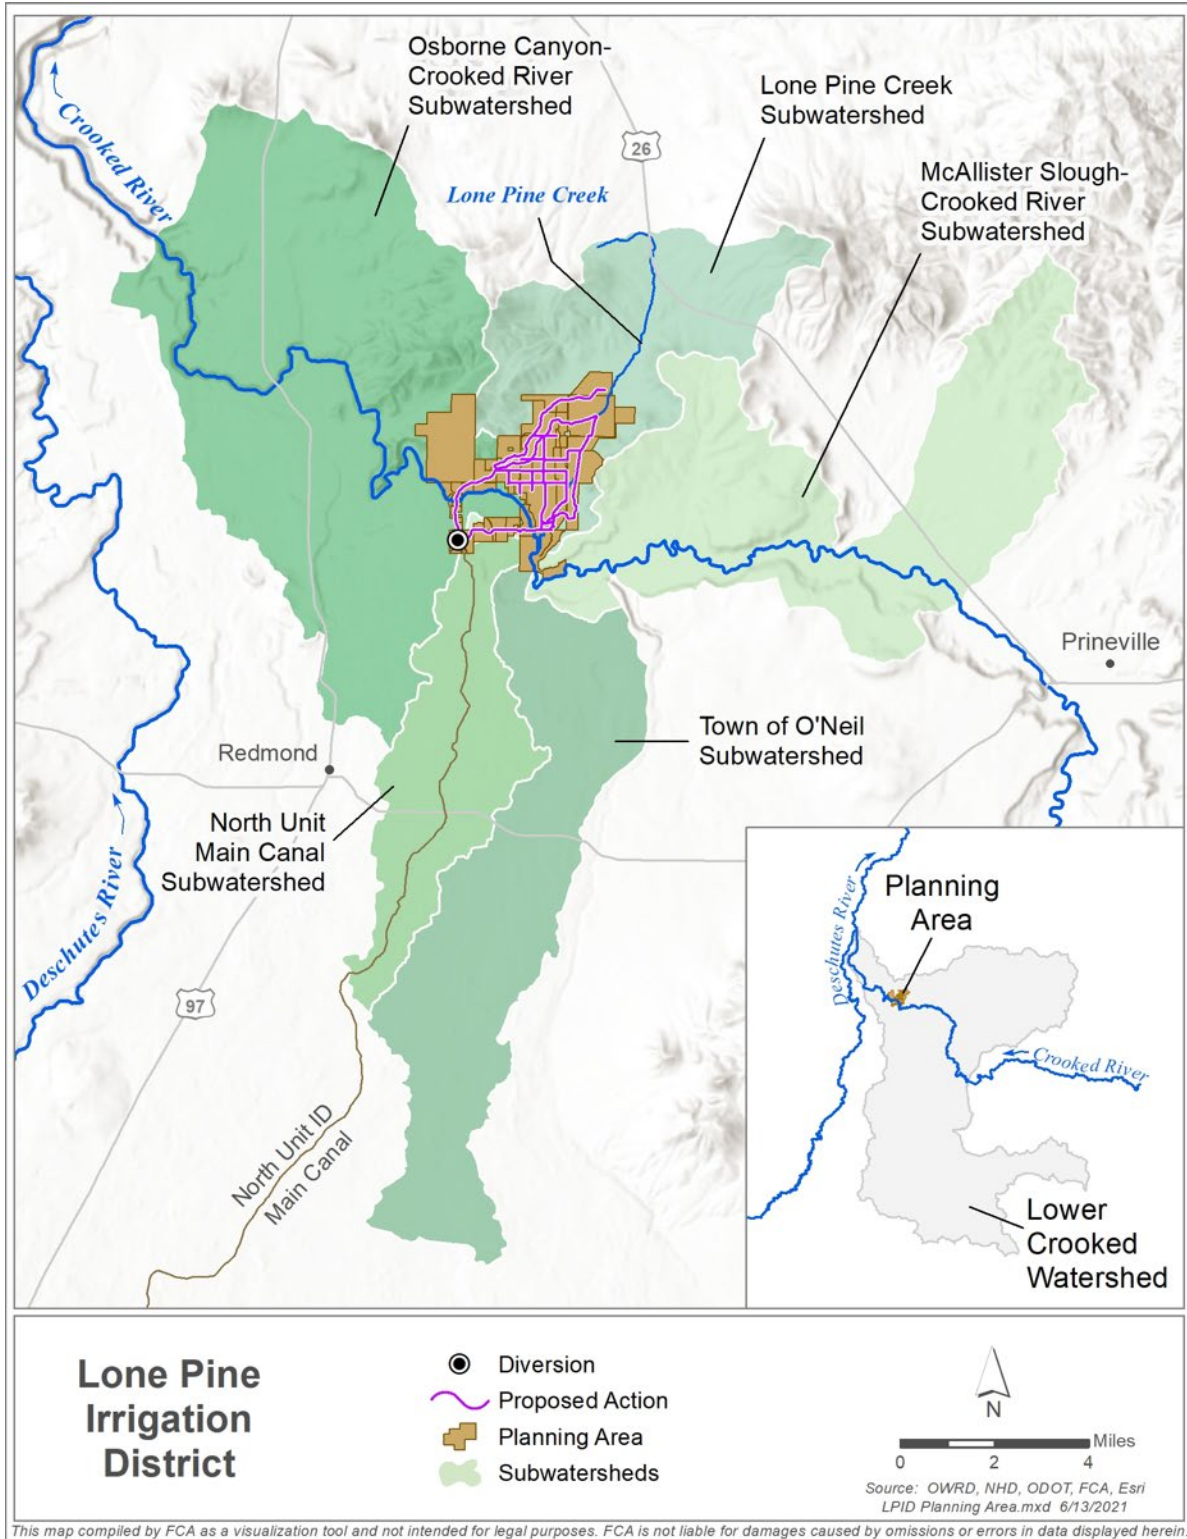 Osborne Canyon-
Crooked River
Subwatershed
Lone Pine Creek
Subwatershed
26
McAllister Slough-
Crooked River
Subwatershed
Crooked River
Lone Pine Creek
Prineville
Town of O'Neil
Subwatershed
Redmond
North Unit
Main Canal
Subwatershed
Deschutes River
97
North Unit ID
Main Canal
Planning
Area
Deschutes River
Crooked River
Lower
Crooked
Watershed
Lone Pine
Irrigation
District
Diversion
Proposed Action
Planning Area
Subwatersheds
N
Miles
0 2 4
Source: OWRD, NHD, ODOT, FCA, Esri
LPID Planning Area.mxd 6/13/2021
This map compiled by FCA as a visualization tool and not intended for legal purposes. FCA is not liable for damages caused by omissions or errors in data displayed herein.